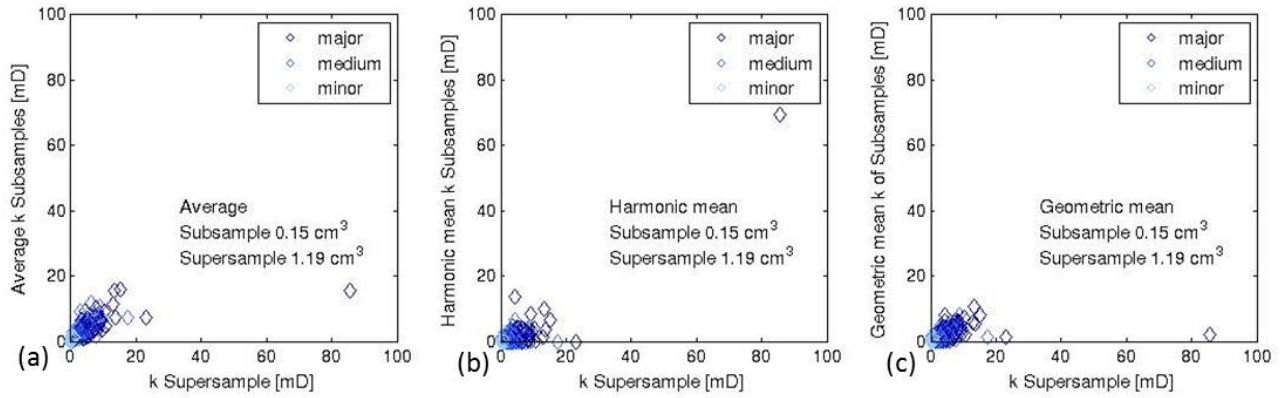 Average k Subsamples [mD]
100
80
60
40
20
0
major
medium
minor
Average
Subsample 0.15 cm³
Supersample 1.19 cm³
0 20 40 60 80 100
(a)
k Supersample [mD]
Harmonic mean k Subsamples [mD]
100
80
60
40
20
0
major
medium
minor
Harmonic mean
Subsample 0.15 cm³
Supersample 1.19 cm³
0 20 40 60 80 100
(b)
k Supersample [mD]
Geometric mean k of Subsamples [mD]
100
80
60
40
20
0
major
medium
minor
Geometric mean
Subsample 0.15 cm³
Supersample 1.19 cm³
0 20 40 60 80 100
(c)
k Supersample [mD]